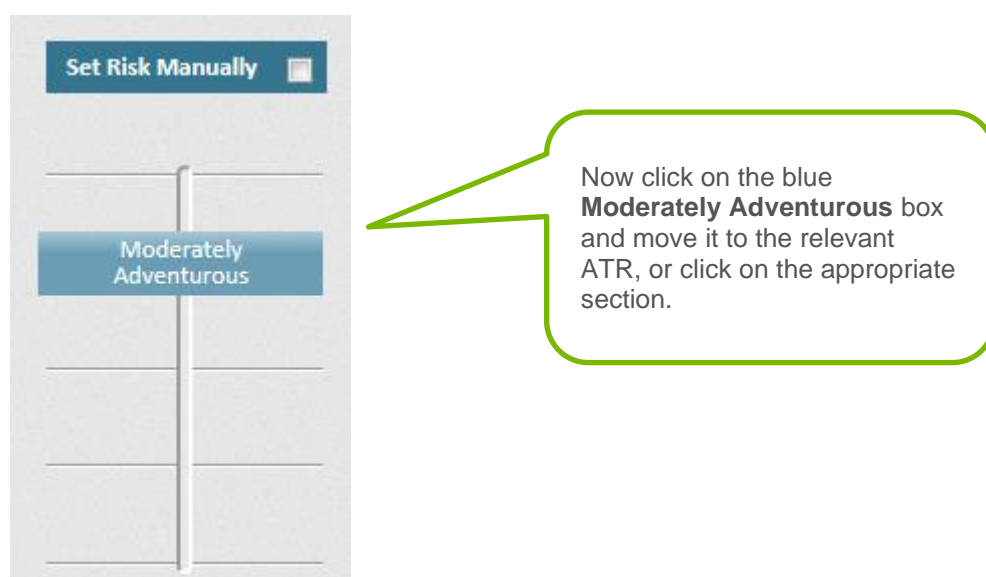 Set Risk Manually
Moderately
Adventurous
Now click on the blue
Moderately Adventurous box
and move it to the relevant
ATR, or click on the appropriate
section.